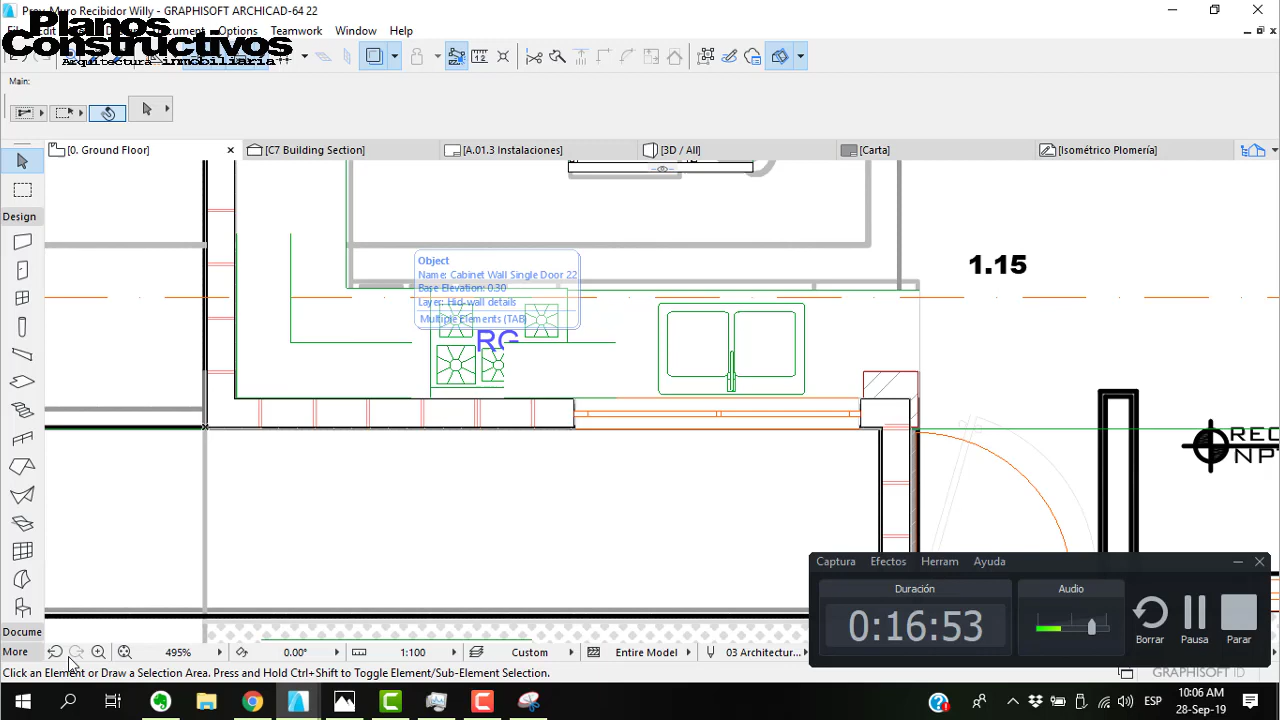 Prev. Muro Recibidor Willy - GRAPHISOFT ARCHICAD-64 22
Planos
Constructivos
Arquitectura inmobiliaria
Options Teamwork Window Help
Main:
[0. Ground Floor]
[C7 Building Section]
[A.01.3 Instalaciones]
[3D / All]
[Carta]
[Isométrico Plomería]
Design
Object
Name: Cabinet Wall Single Door 22
Base Elevation: 0.30
Layer: Hid-wall details
Multiple Elements (TAB)
RG
1.15
REC
NP
Captura Efectos Herram Ayuda
Duración
0:16:53
Audio
Borrar
Pausa
Parar
Docume
More
495%
0.00°
1:100
Custom
Entire Model
03 Architectur...
Click an Element or Draw a Selection Area. Press and Hold Ctrl+Shift to Toggle Element/Sub-Element Selection.
GRAPHISOFT ID
ESP
10:06 AM
28-Sep-19